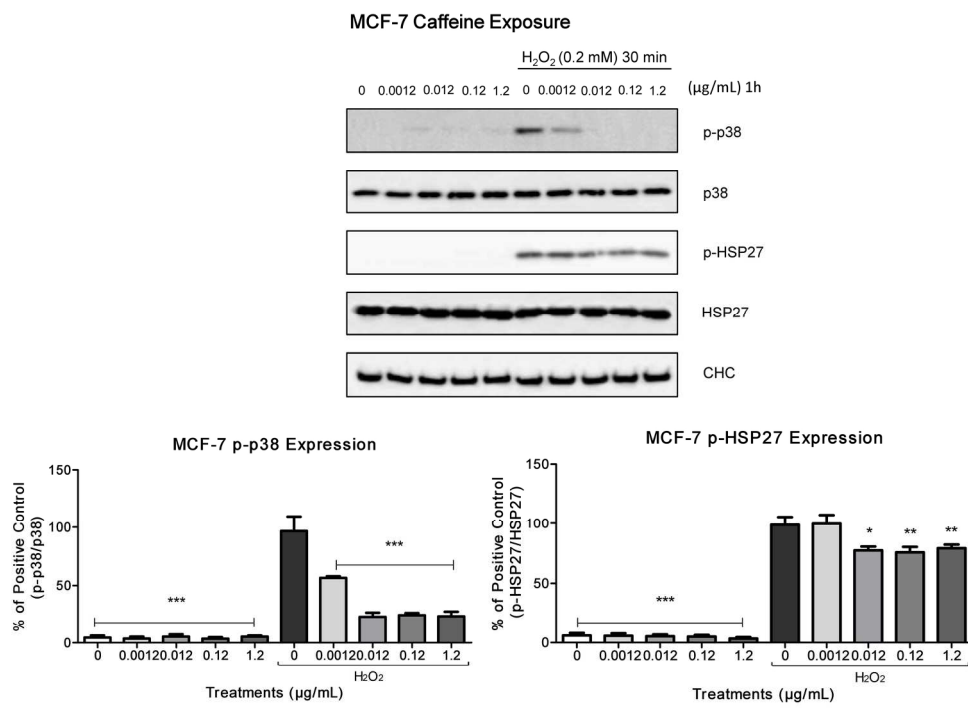 MCF-7 Caffeine Exposure
H₂O₂ (0.2 mM) 30 min
0 0.0012 0.012 0.12 1.2 0 0.0012 0.012 0.12 1.2 (µg/mL) 1h
p-p38
p38
p-HSP27
HSP27
CHC
MCF-7 p-p38 Expression
% of Positive Control
(p-p38/p38)
150
100
50
0
***
***
0 0.0012 0.012 0.12 1.2 0 0.0012 0.012 0.12 1.2
H₂O₂
Treatments (µg/mL)
MCF-7 p-HSP27 Expression
% of Positive Control
(p-HSP27/HSP27)
150
100
50
0
***
* ** **
0 0.0012 0.012 0.12 1.2 0 0.0012 0.012 0.12 1.2
H₂O₂
Treatments (µg/mL)